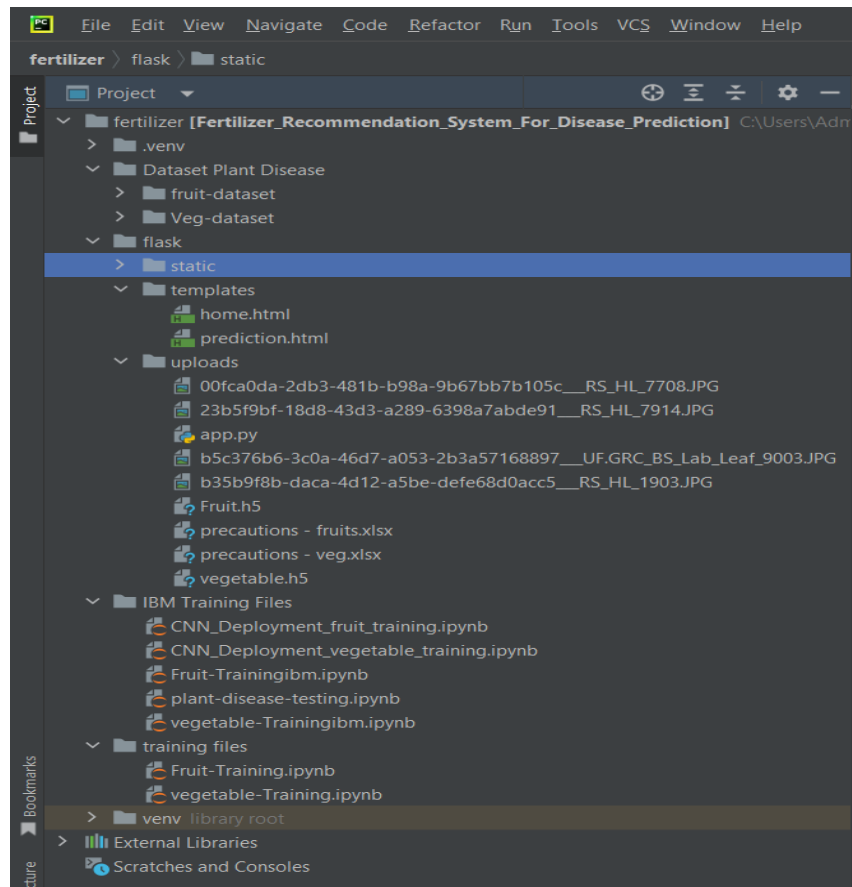 PC File Edit View Navigate Code Refactor Run Tools VCS Window Help
fertilizer flask static
Project
Project
fertilizer [Fertilizer_Recommendation_System_For_Disease_Prediction] C:\Users\Adm
.venv
Dataset Plant Disease
fruit-dataset
Veg-dataset
flask
static
templates
home.html
prediction.html
uploads
00fca0da-2db3-481b-b98a-9b67bb7b105c___RS_HL_7708.JPG
23b5f9bf-18d8-43d3-a289-6398a7abde91___RS_HL_7914.JPG
app.py
b5c376b6-3c0a-46d7-a053-2b3a57168897___UF.GRC_BS_Lab_Leaf_9003.JPG
b35b9f8b-daca-4d12-a5be-defe68d0acc5___RS_HL_1903.JPG
Fruit.h5
precautions - fruits.xlsx
precautions - veg.xlsx
vegetable.h5
IBM Training Files
CNN_Deployment_fruit_training.ipynb
CNN_Deployment_vegetable_training.ipynb
Fruit-Trainingibm.ipynb
plant-disease-testing.ipynb
vegetable-Trainingibm.ipynb
training files
Fruit-Training.ipynb
vegetable-Training.ipynb
venv library root
External Libraries
Scratches and Consoles
Bookmarks
cture